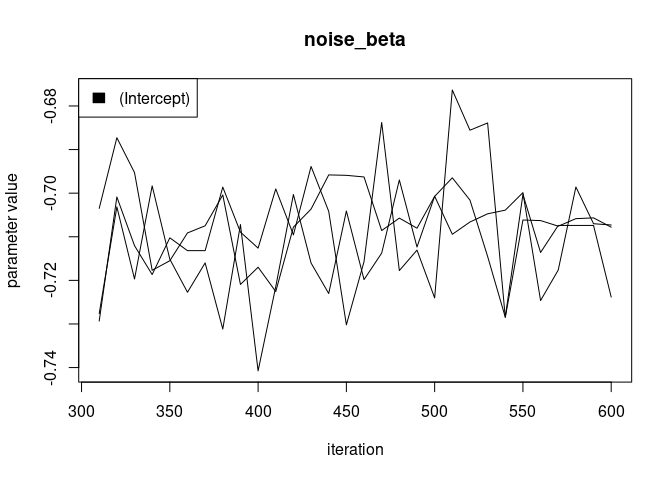 noise_beta
(Intercept)
parameter value
-0.68
-0.70
-0.72
-0.74
300 350 400 450 500 550 600
iteration